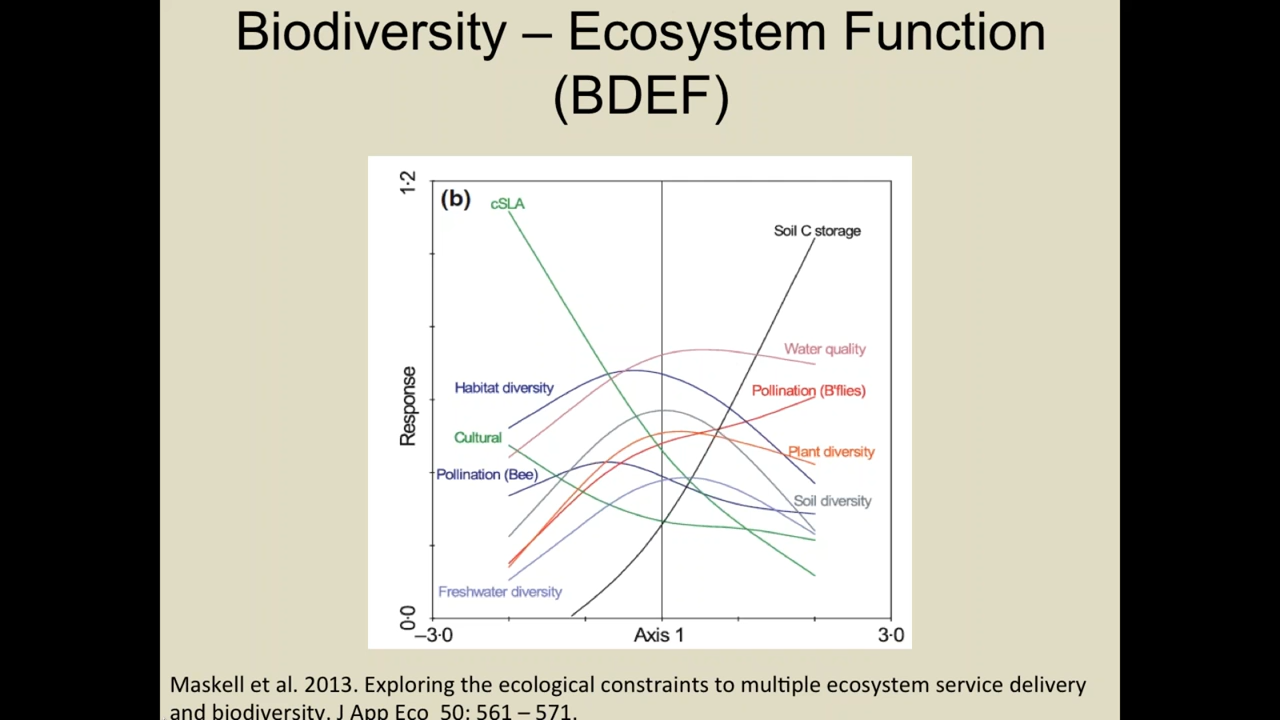 Biodiversity – Ecosystem Function
(BDEF)
1·2
(b)
cSLA
Soil C storage
Water quality
Habitat diversity
Pollination (B'flies)
Response
Cultural
Plant diversity
Pollination (Bee)
Soil diversity
Freshwater diversity
0·0
–3·0
Axis 1
3·0
Maskell et al. 2013. Exploring the ecological constraints to multiple ecosystem service delivery
and biodiversity. J App Eco 50: 561 – 571.